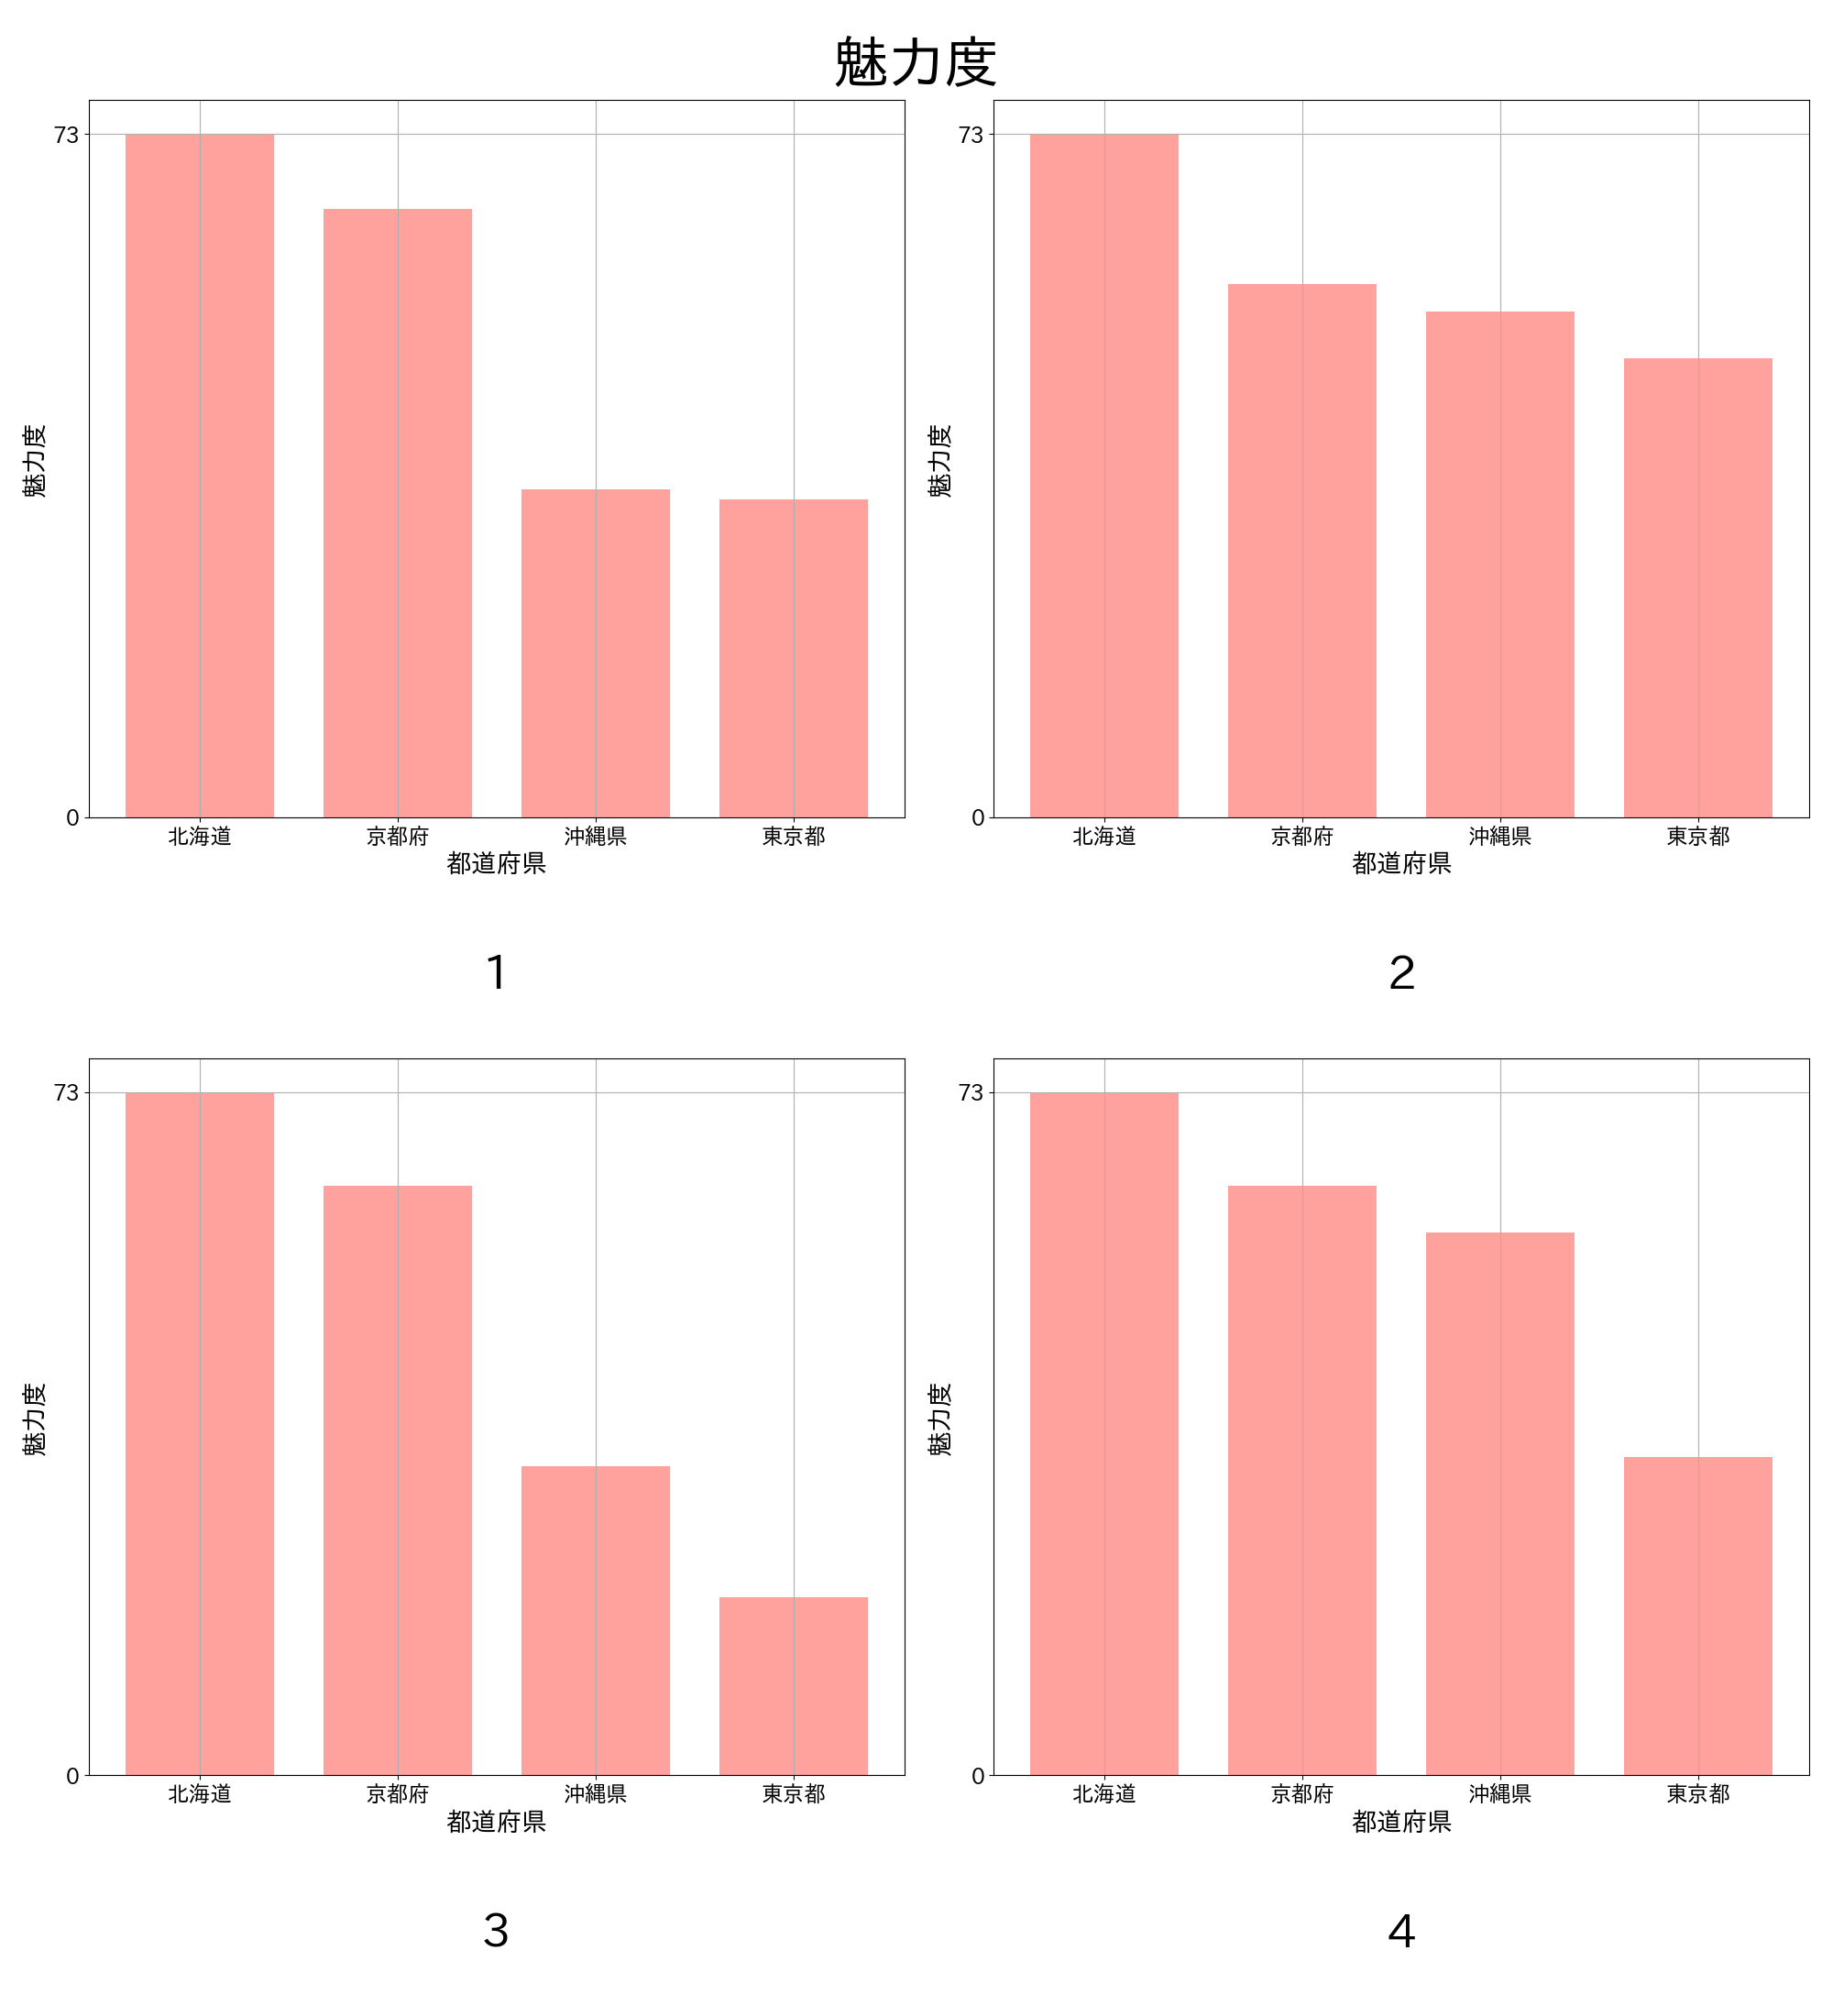 魅力度
73
0
魅力度
北海道 京都府 沖縄県 東京都
都道府県
1
73
0
魅力度
北海道 京都府 沖縄県 東京都
都道府県
2
73
0
魅力度
北海道 京都府 沖縄県 東京都
都道府県
3
73
0
魅力度
北海道 京都府 沖縄県 東京都
都道府県
4